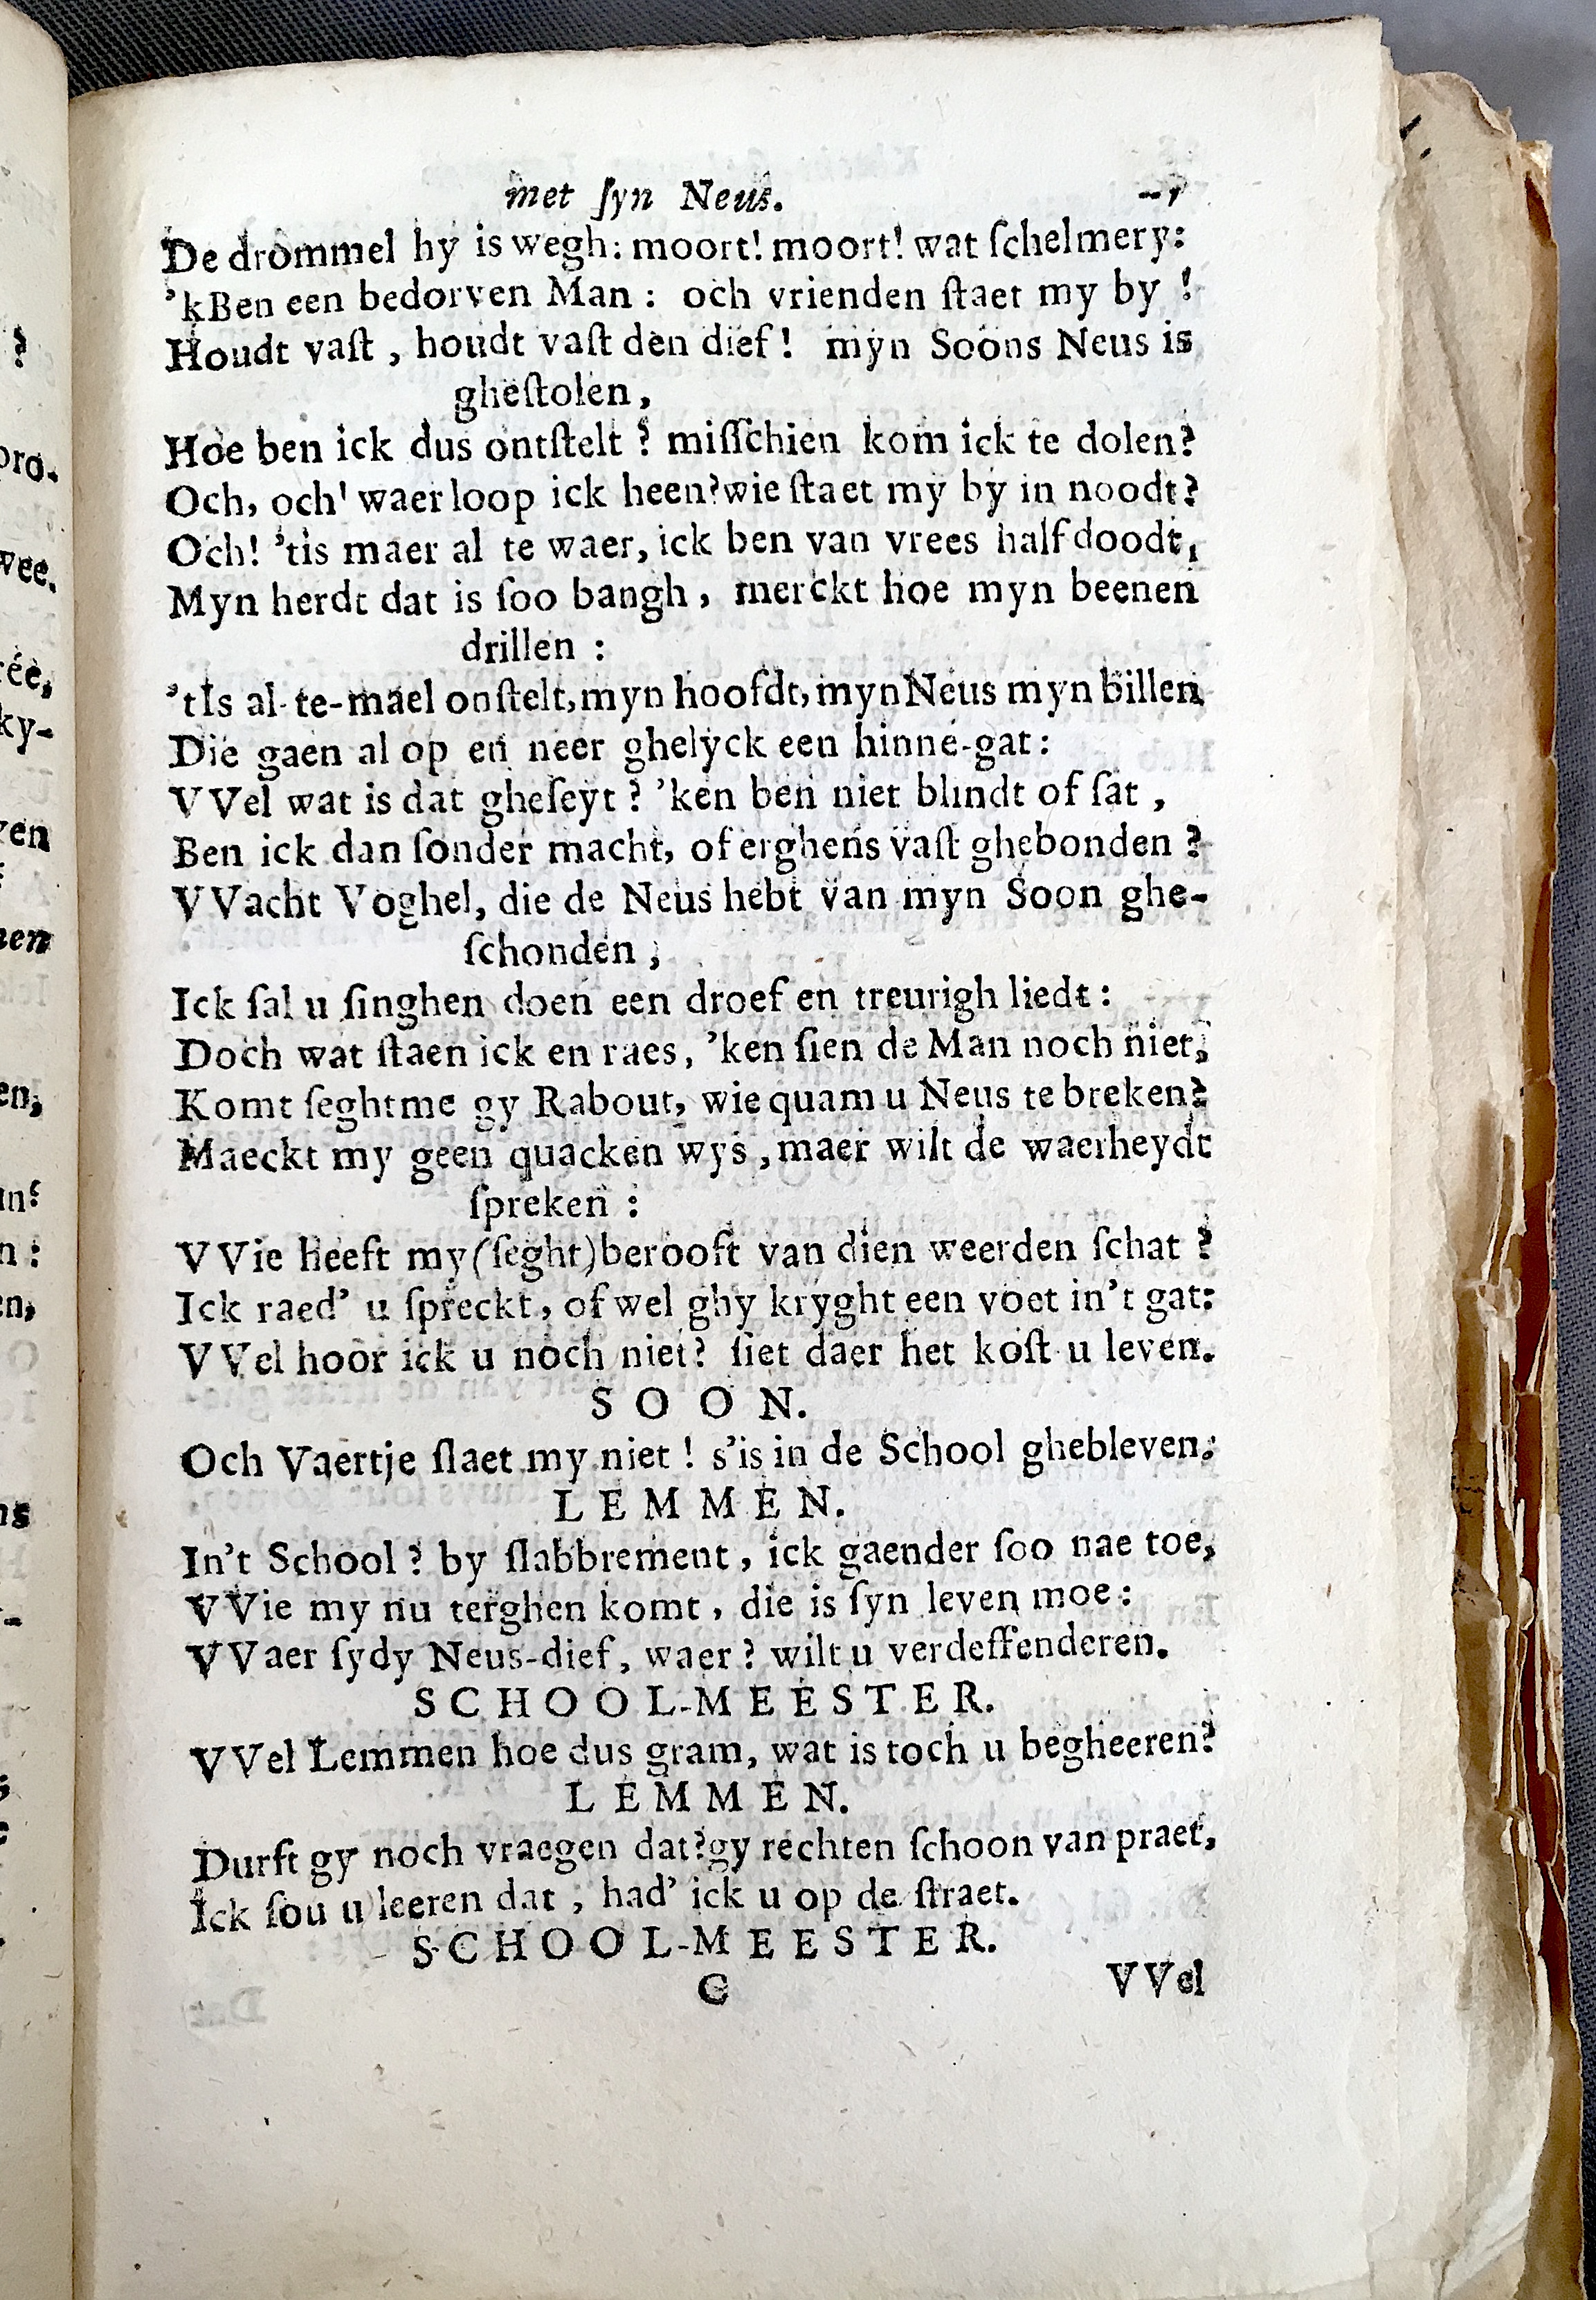 met ſyn Neus.
De drommel hy is wegh: moort! moort! wat ſchelmery:
'kBen een bedorven Man: och vrienden ſtaet my by!
Houdt vaſt, houdt vaſt den dief! myn Soons Neus is
gheſtolen,
Hoe ben ick dus ontſtelt? miſſchien kom ick te dolen?
Och, och! waer loop ick heen? wie ſtaet my by in noodt?
Och! 'tis maer al te waer, ick ben van vrees half doodt,
Myn herdt dat is ſoo bangh, merckt hoe myn beenen
drillen:
'tIs al-te-mael onſtelt, myn hoofdt, myn Neus myn billen
Die gaen al op en neer ghelyck een hinne-gat:
VVel wat is dat gheſeyt? 'ken ben niet blindt of ſat,
Ben ick dan ſonder macht, of erghens vaſt ghebonden?
VVacht Voghel, die de Neus hebt van myn Soon ghe-
ſchonden;
Ick ſal u ſinghen doen een droef en treurigh liedt:
Doch wat ſtaen ick en raes, 'ken ſien de Man noch niet;
Komt ſeght me gy Rabout, wie quam u Neus te breken?
Maeckt my geen quacken wys, maer wilt de waerheydt
ſpreken:
VVie heeft my (ſeght) berooft van dien weerden ſchat?
Ick raed' u ſpreckt, of wel ghy kryght een voet in't gat:
VVel hoor ick u noch niet? ſiet daer het koſt u leven.
SOON.
Och Vaertje ſlaet my niet! s'is in de School ghebleven:
LEMMEN.
In't School? by ſlabbrement, ick gaender ſoo nae toe,
VVie my nu terghen komt, die is ſyn leven moe:
VVaer ſydy Neus-dief, waer? wilt u verdeffenderen.
SCHOOL-MEESTER.
VVel Lemmen hoe dus gram, wat is toch u begheeren?
LEMMEN.
Durft gy noch vraegen dat? gy rechten ſchoon van praet,
Ick ſou u leeren dat, had' ick u op de ſtraet.
SCHOOL-MEESTER.
G VVel